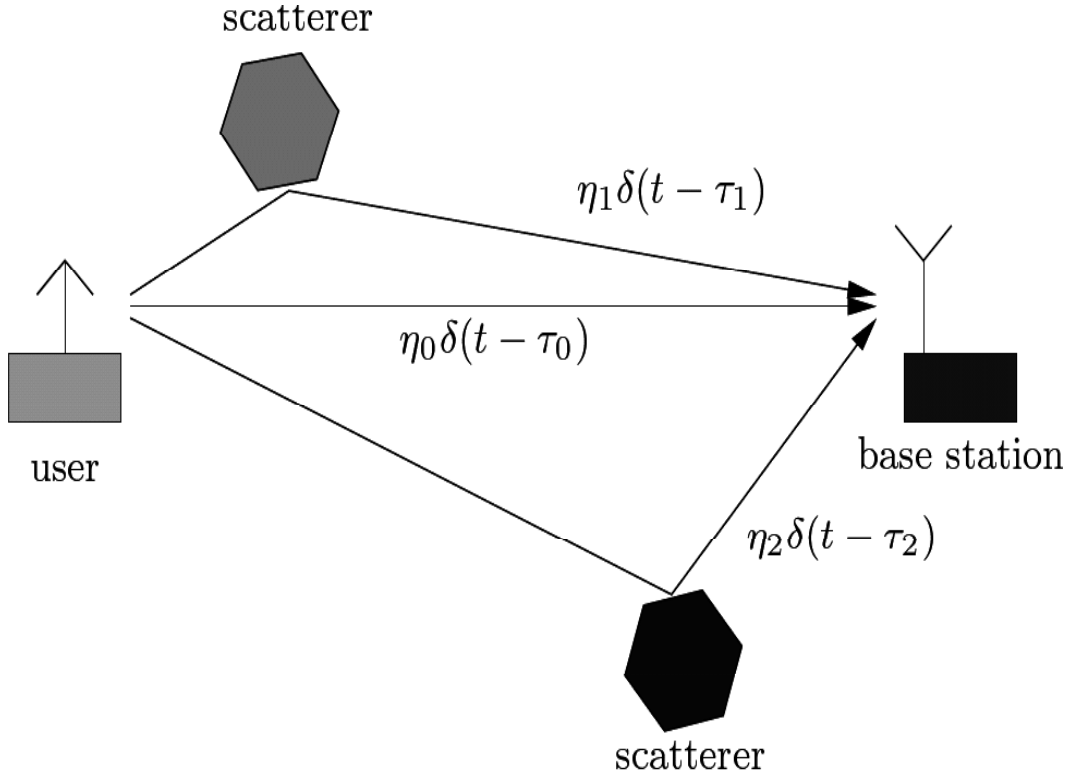 scatterer
η₁δ(t − τ₁)
η₀δ(t − τ₀)
user
base station
η₂δ(t − τ₂)
scatterer